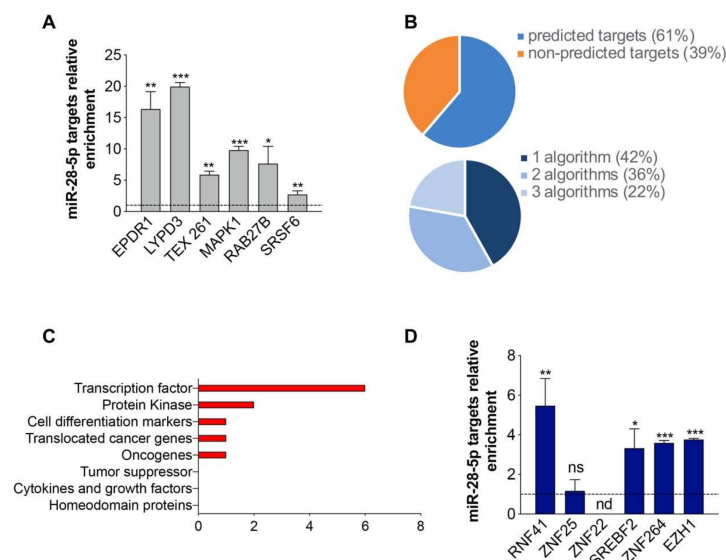 A
miR-28-5p targets relative
enrichment
25
20
15
10
5
0
**
***
**
***
*
**
EPDR1
LYPD3
TEX 261
MAPK1
RAB27B
SRSF6
B
predicted targets (61%)
non-predicted targets (39%)
1 algorithm (42%)
2 algorithms (36%)
3 algorithms (22%)
C
Transcription factor
Protein Kinase
Cell differentiation markers
Translocated cancer genes
Oncogenes
Tumor suppressor
Cytokines and growth factors
Homeodomain proteins
0 2 4 6 8
D
miR-28-5p targets relative
enrichment
8
6
4
2
0
**
ns
nd
*
***
***
RNF41
ZNF25
ZNF22
SREBF2
ZNF264
EZH1